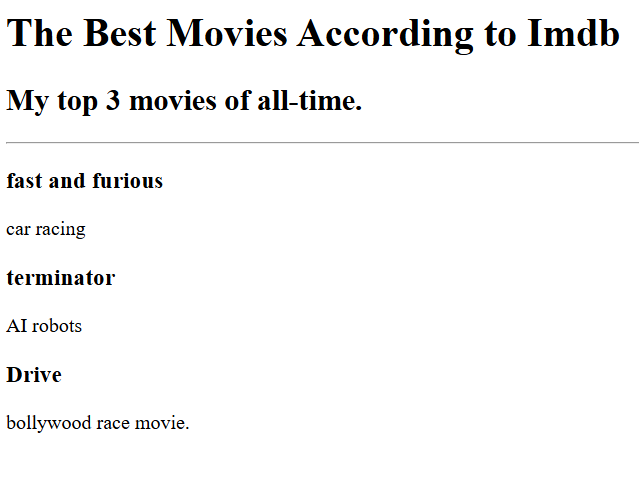 The Best Movies According to Imdb
My top 3 movies of all-time.
fast and furious
car racing
terminator
AI robots
Drive
bollywood race movie.